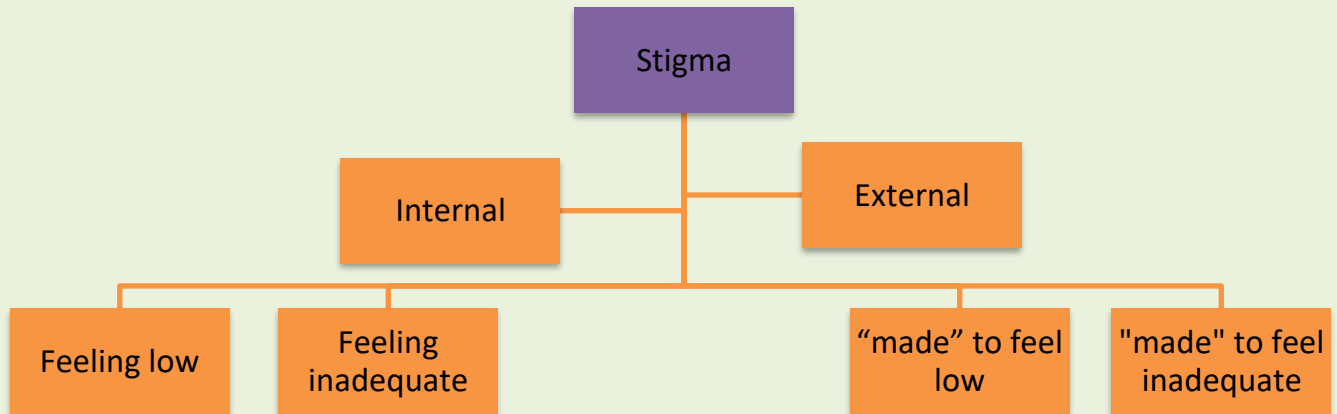 Stigma
Internal
External
Feeling low
Feeling
inadequate
“made” to feel
low
"made" to feel
inadequate